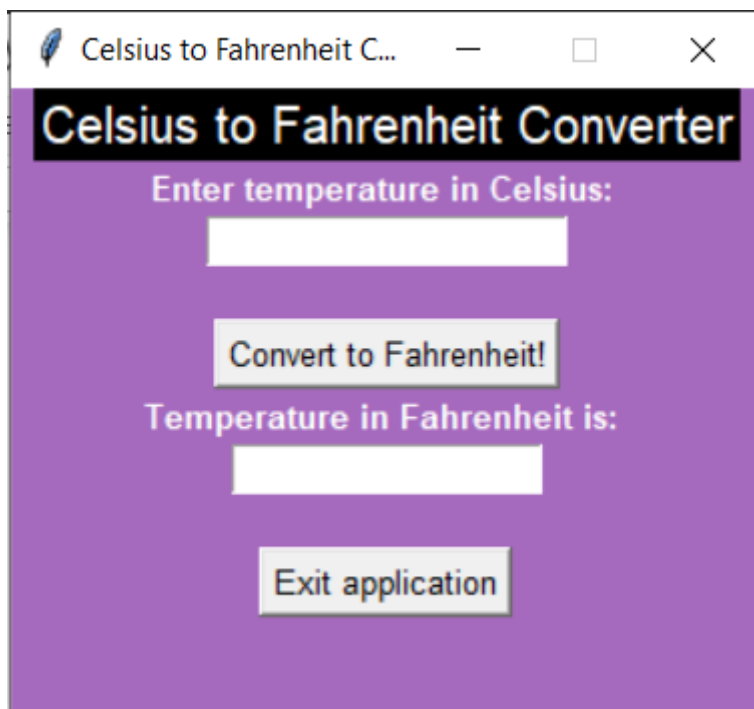 Celsius to Fahrenheit C...
Celsius to Fahrenheit Converter
Enter temperature in Celsius:
Convert to Fahrenheit!
Temperature in Fahrenheit is:
Exit application